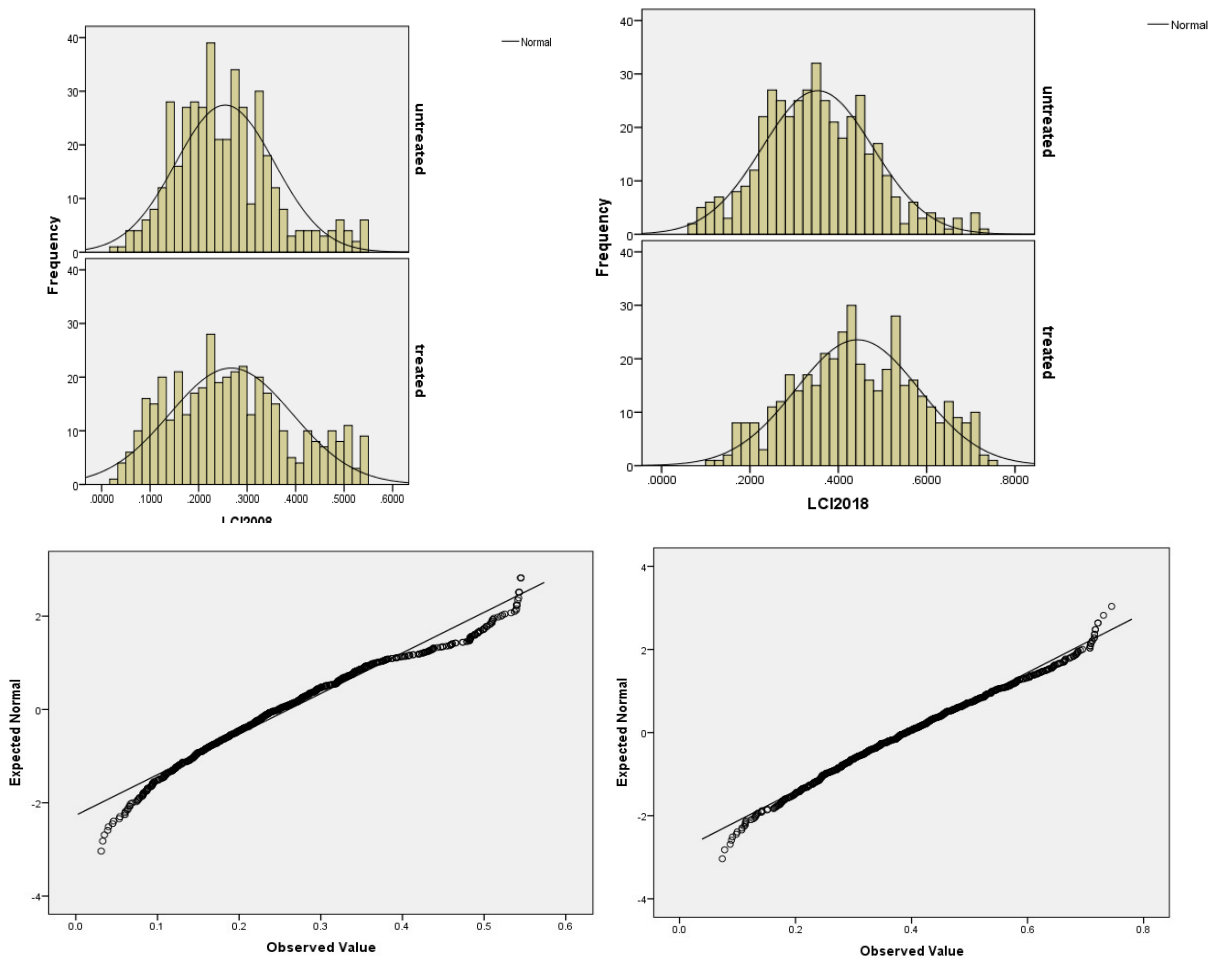 Normal
40
30
20
10
0
untreated
Frequency
40
30
20
10
0
treated
.0000 .1000 .2000 .3000 .4000 .5000 .6000
LCI2008
Normal
40
30
20
10
0
untreated
Frequency
40
30
20
10
0
treated
.0000 .2000 .4000 .6000 .8000
LCI2018
2
0
-2
-4
Expected Normal
0.0 0.1 0.2 0.3 0.4 0.5 0.6
Observed Value
4
2
0
-2
-4
Expected Normal
0.0 0.2 0.4 0.6 0.8
Observed Value